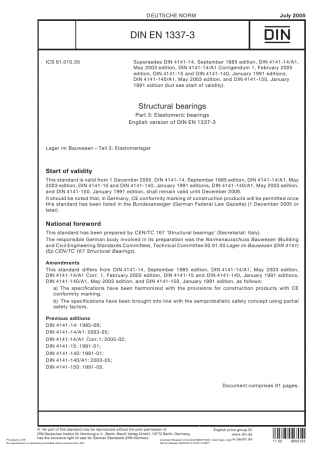 DEUTSCHE NORM
July 2005
DIN EN 1337-3
DIN
ICS 91.010.30
Supersedes DIN 4141-14, September 1985 edition, DIN 4141-14/A1,
May 2003 edition, DIN 4141-14/A1 Corrigendum 1, February 2005
edition, DIN 4141-15 and DIN 4141-140, January 1991 editions,
DIN 4141-140/A1, May 2003 edition, and DIN 4141-150, January
1991 edition (but see start of validity).
Structural bearings
Part 3: Elastomeric bearings
English version of DIN EN 1337-3
Lager im Bauwesen – Teil 3: Elastomerlager
Start of validity
This standard is valid from 1 December 2005. DIN 4141-14, September 1985 edition, DIN 4141-14/A1, May
2003 edition, DIN 4141-15 and DIN 4141-140, January 1991 editions, DIN 4141-140/A1, May 2003 edition,
and DIN 4141-150, January 1991 edition, shall remain valid until December 2006.
It should be noted that, in Germany, CE conformity marking of construction products will be permitted once
this standard has been listed in the Bundesanzeiger (German Federal Law Gazette) (1 December 2005 or
later).
National foreword
This standard has been prepared by CEN/TC 167 'Structural bearings' (Secretariat: Italy).
The responsible German body involved in its preparation was the Normenausschuss Bauwesen (Building
and Civil Engineering Standards Committee), Technical Committee 00.91.00 Lager im Bauwesen (DIN 4141)
(Sp CEN/TC 167 Structural Bearings).
Amendments
This standard differs from DIN 4141-14, September 1985 edition, DIN 4141-14/A1, May 2003 edition,
DIN 4141-14/A1 Corr. 1, February 2005 edition, DIN 4141-15 and DIN 4141-140, January 1991 editions,
DIN 4141-140/A1, May 2003 edition, and DIN 4141-150, January 1991 edition, as follows:
a) The specifications have been harmonized with the provisions for construction products with CE
conformity marking.
b) The specifications have been brought into line with the semiprobalistic safety concept using partial
safety factors.
Previous editions
DIN 4141-14: 1985-09;
DIN 4141-14/A1: 2003-05;
DIN 4141-14/A1 Corr.1: 2005-02;
DIN 4141-15: 1991-01;
DIN 4141-140: 1991-01;
DIN 4141-140/A1: 2003-05;
DIN 4141-150: 1991-05.
Document comprises 91 pages.
© No part of this standard may be reproduced without the prior permission of
DIN Deutsches Institut für Normung e.V., Berlin. Beuth Verlag GmbH, 10772 Berlin, Germany,
has the exclusive right of sale for German Standards (DIN-Normen).
English price group 25
www.din.de
www.beuth.de